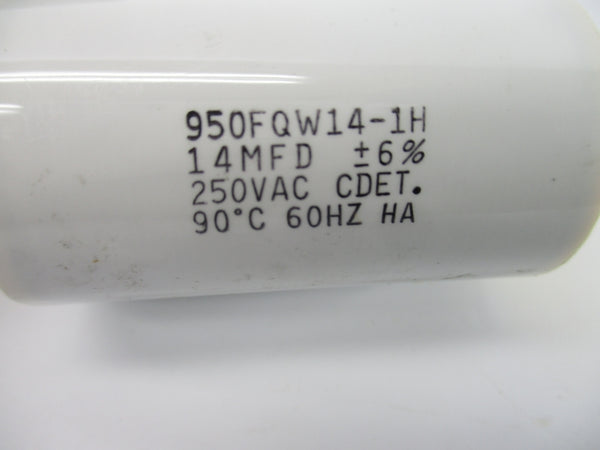 950FQW14-1H
14MFD ±6%
250VAC CDET.
90°C 60HZ HA